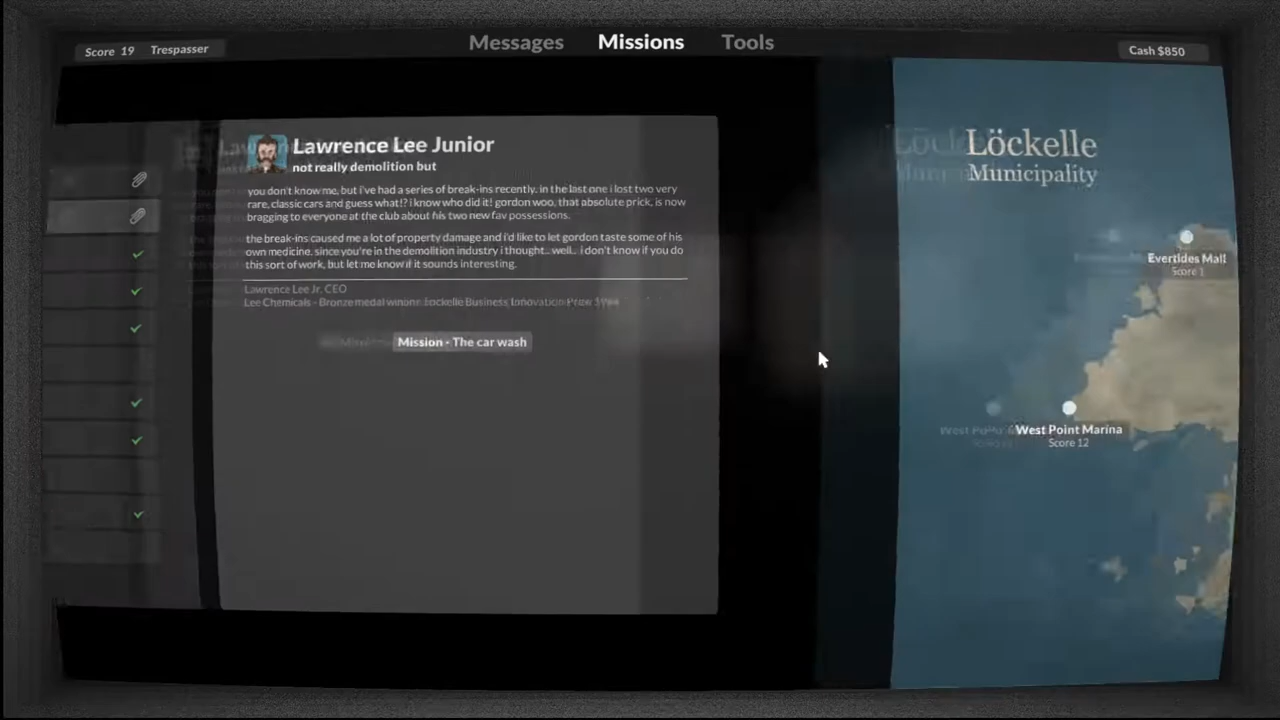 Score 19 Trespasser
Messages Missions Tools
Cash $850
Lawrence Lee Junior
not really demolition but
you don't know me, but i've had a series of break-ins recently. in the last one i lost two very
rare, classic cars and guess what!? i know who did it! gordon woo, that absolute prick, is now
bragging to everyone at the club about his two new fav possessions.
the break-ins caused me a lot of property damage and i'd like to let gordon taste some of his
own medicine. since you're in the demolition industry i thought.. well.. i don't know if you do
this sort of work, but let me know if it sounds interesting.
Lawrence Lee Jr. CEO
Lee Chemicals - Bronze medal Business Innovation
Mission - The car wash
Löckelle
Municipality
Evertides Mall
Score 1
West Point Marina
Score 12